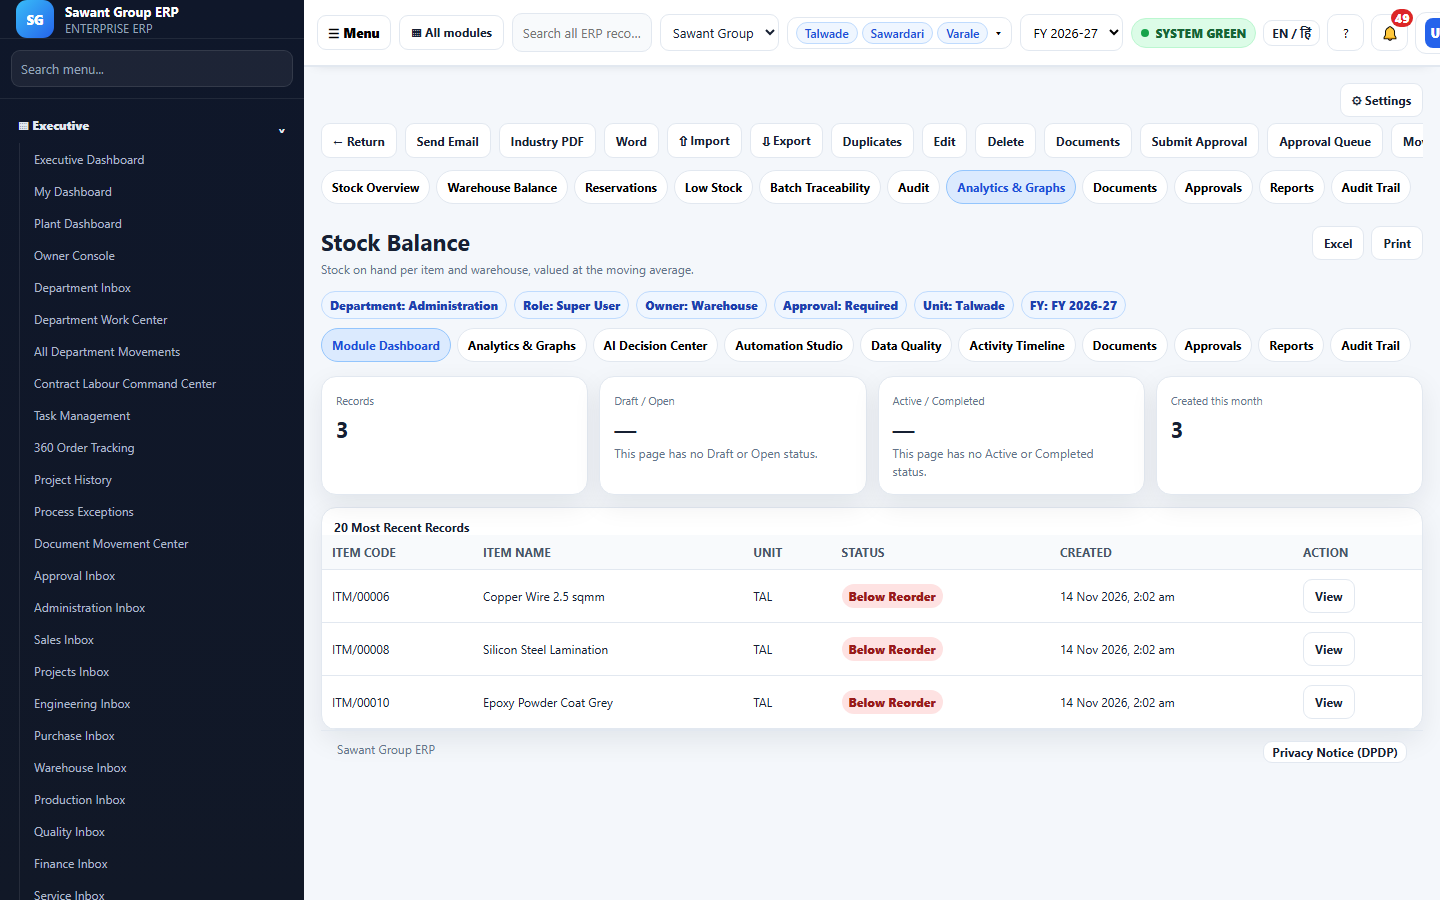 SG
Sawant Group ERP
ENTERPRISE ERP
Search menu...
Executive
Executive Dashboard
My Dashboard
Plant Dashboard
Owner Console
Department Inbox
Department Work Center
All Department Movements
Contract Labour Command Center
Task Management
360 Order Tracking
Project History
Process Exceptions
Document Movement Center
Approval Inbox
Administration Inbox
Sales Inbox
Projects Inbox
Engineering Inbox
Purchase Inbox
Warehouse Inbox
Production Inbox
Quality Inbox
Finance Inbox
Service Inbox
☰ Menu All modules Search all ERP reco... Sawant Group Talwade Sawardari Varale FY 2026-27 SYSTEM GREEN EN / हिं ? 49 U
Settings
← Return Send Email Industry PDF Word ⇧ Import ⇩ Export Duplicates Edit Delete Documents Submit Approval Approval Queue Mov
Stock Overview Warehouse Balance Reservations Low Stock Batch Traceability Audit Analytics & Graphs Documents Approvals Reports Audit Trail
Stock Balance Excel Print
Stock on hand per item and warehouse, valued at the moving average.
Department: Administration Role: Super User Owner: Warehouse Approval: Required Unit: Talwade FY: FY 2026-27
Module Dashboard Analytics & Graphs AI Decision Center Automation Studio Data Quality Activity Timeline Documents Approvals Reports Audit Trail
Records
3
Draft / Open
—
This page has no Draft or Open status.
Active / Completed
—
This page has no Active or Completed
status.
Created this month
3
20 Most Recent Records
ITEM CODE ITEM NAME UNIT STATUS CREATED ACTION
ITM/00006 Copper Wire 2.5 sqmm TAL Below Reorder 14 Nov 2026, 2:02 am View
ITM/00008 Silicon Steel Lamination TAL Below Reorder 14 Nov 2026, 2:02 am View
ITM/00010 Epoxy Powder Coat Grey TAL Below Reorder 14 Nov 2026, 2:02 am View
Sawant Group ERP Privacy Notice (DPDP)